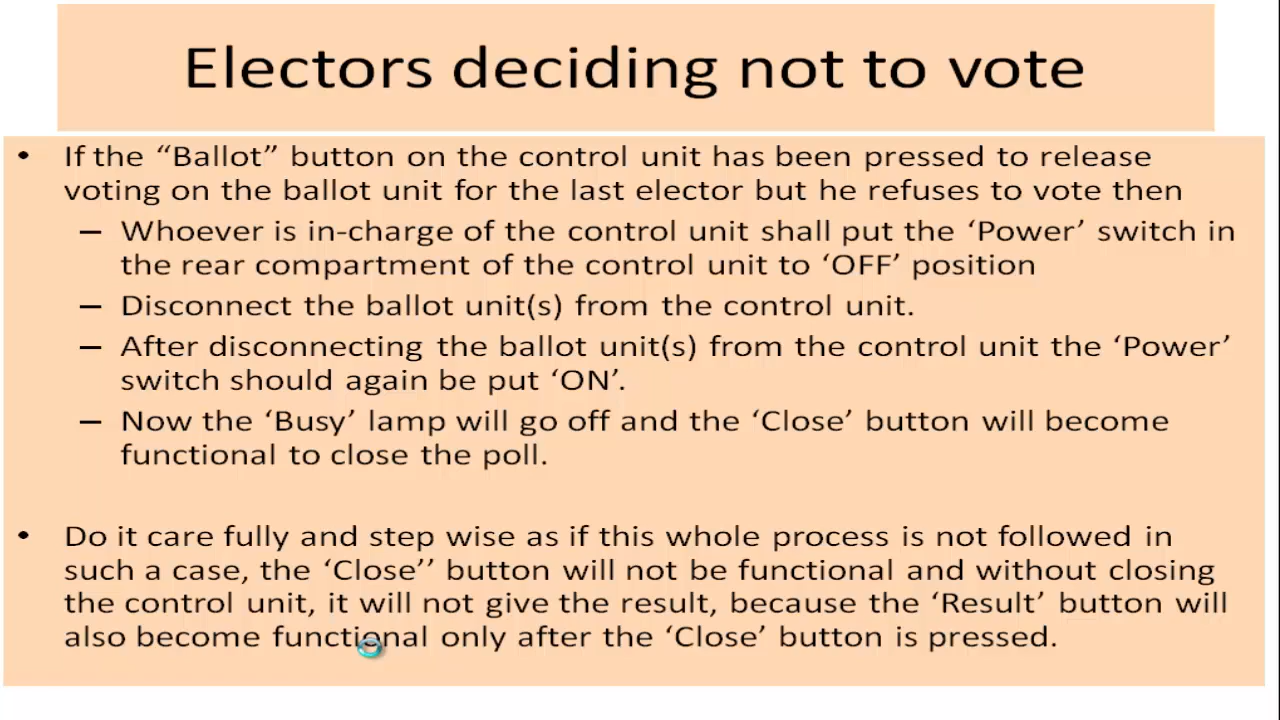 Electors deciding not to vote
• If the “Ballot” button on the control unit has been pressed to release
voting on the ballot unit for the last elector but he refuses to vote then
– Whoever is in-charge of the control unit shall put the ‘Power’ switch in
the rear compartment of the control unit to ‘OFF’ position
– Disconnect the ballot unit(s) from the control unit.
– After disconnecting the ballot unit(s) from the control unit the ‘Power’
switch should again be put ‘ON’.
– Now the ‘Busy’ lamp will go off and the ‘Close’ button will become
functional to close the poll.
• Do it care fully and step wise as if this whole process is not followed in
such a case, the ‘Close’’ button will not be functional and without closing
the control unit, it will not give the result, because the ‘Result’ button will
also become functional only after the ‘Close’ button is pressed.